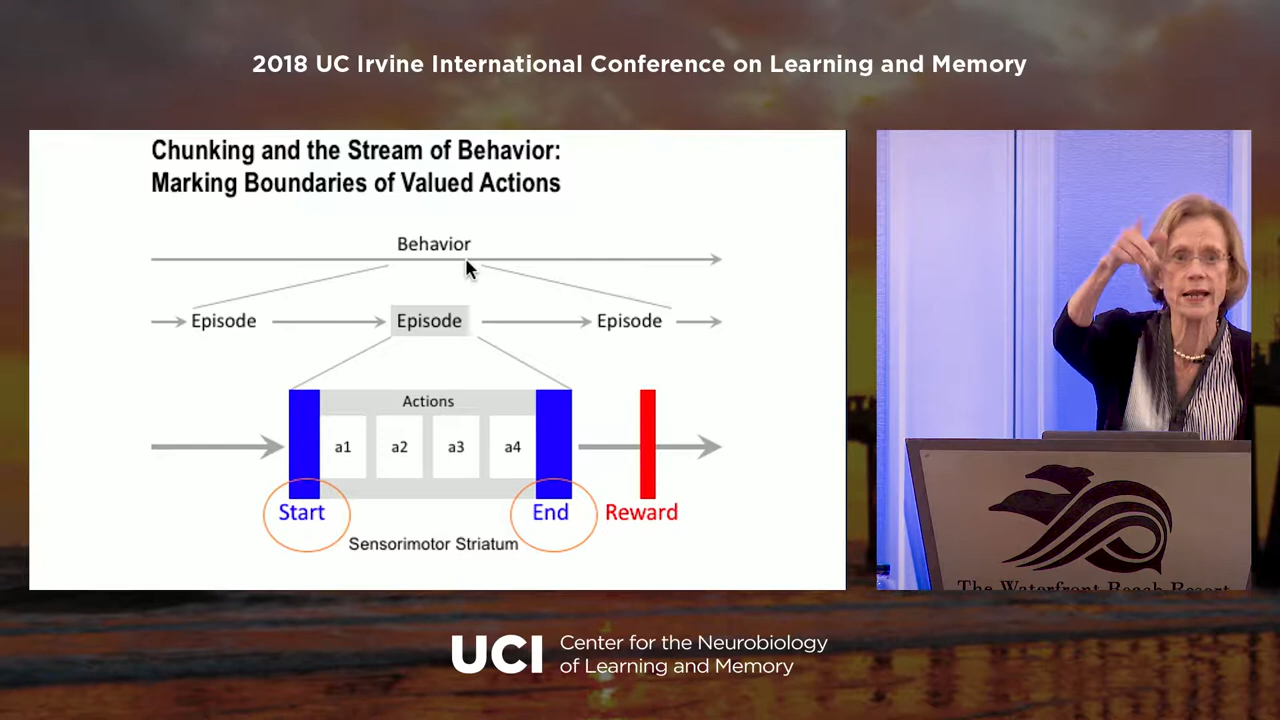 2018 UC Irvine International Conference on Learning and Memory
Chunking and the Stream of Behavior:
Marking Boundaries of Valued Actions
Behavior
Episode
Episode
Episode
Actions
a1
a2
a3
a4
Start
End
Reward
Sensorimotor Striatum
The Waterfront Beach Resort
UCI
Center for the Neurobiology
of Learning and Memory